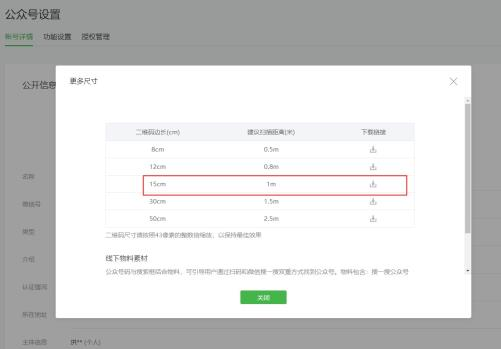 公众号设置
帐号详情 功能设置 授权管理
公开信息
更多尺寸
二维码边长(cm) 建议扫描距离(米) 下载链接
8cm 0.5m
12cm 0.8m
15cm 1m
30cm 1.5m
50cm 2.5m
二维码尺寸请按照43像素的整数倍缩放，以保持最佳效果
线下物料素材
公众号码与搜索框结合物料，可引导用户通过扫码和微信搜一搜双重方式找到公众号。物料包含：搜一搜公众号
关闭
名称
微信号
类型
介绍
认证情况
所在地址
主体信息 洪** (个人)